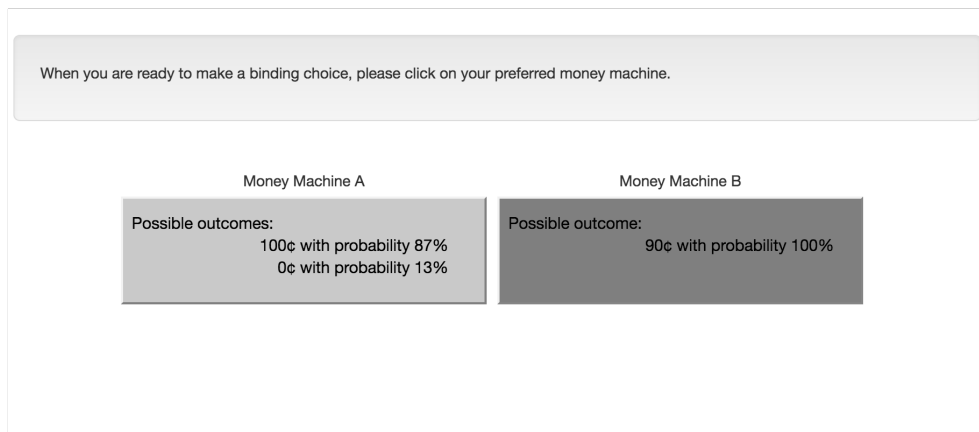 When you are ready to make a binding choice, please click on your preferred money machine.
Money Machine A
Possible outcomes:
100¢ with probability 87%
0¢ with probability 13%
Money Machine B
Possible outcome:
90¢ with probability 100%